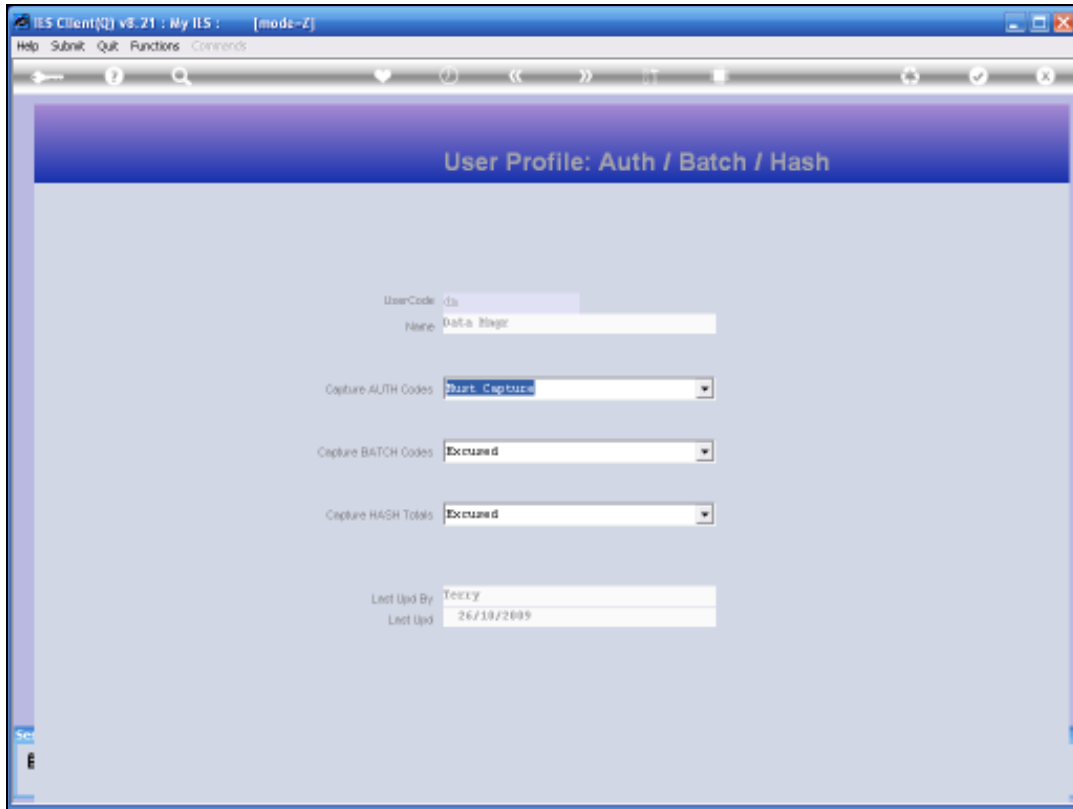 IES Client(Q) v8.21 : My IES : [mode=Z]
Help Submit Quit Functions Commends
User Profile: Auth / Batch / Hash
UserCode
Name Data Mngr
Capture AUTH Codes Must Capture
Capture BATCH Codes Excused
Capture HASH Totals Excused
Last Upd By Terry
Last Upd 26/10/2009